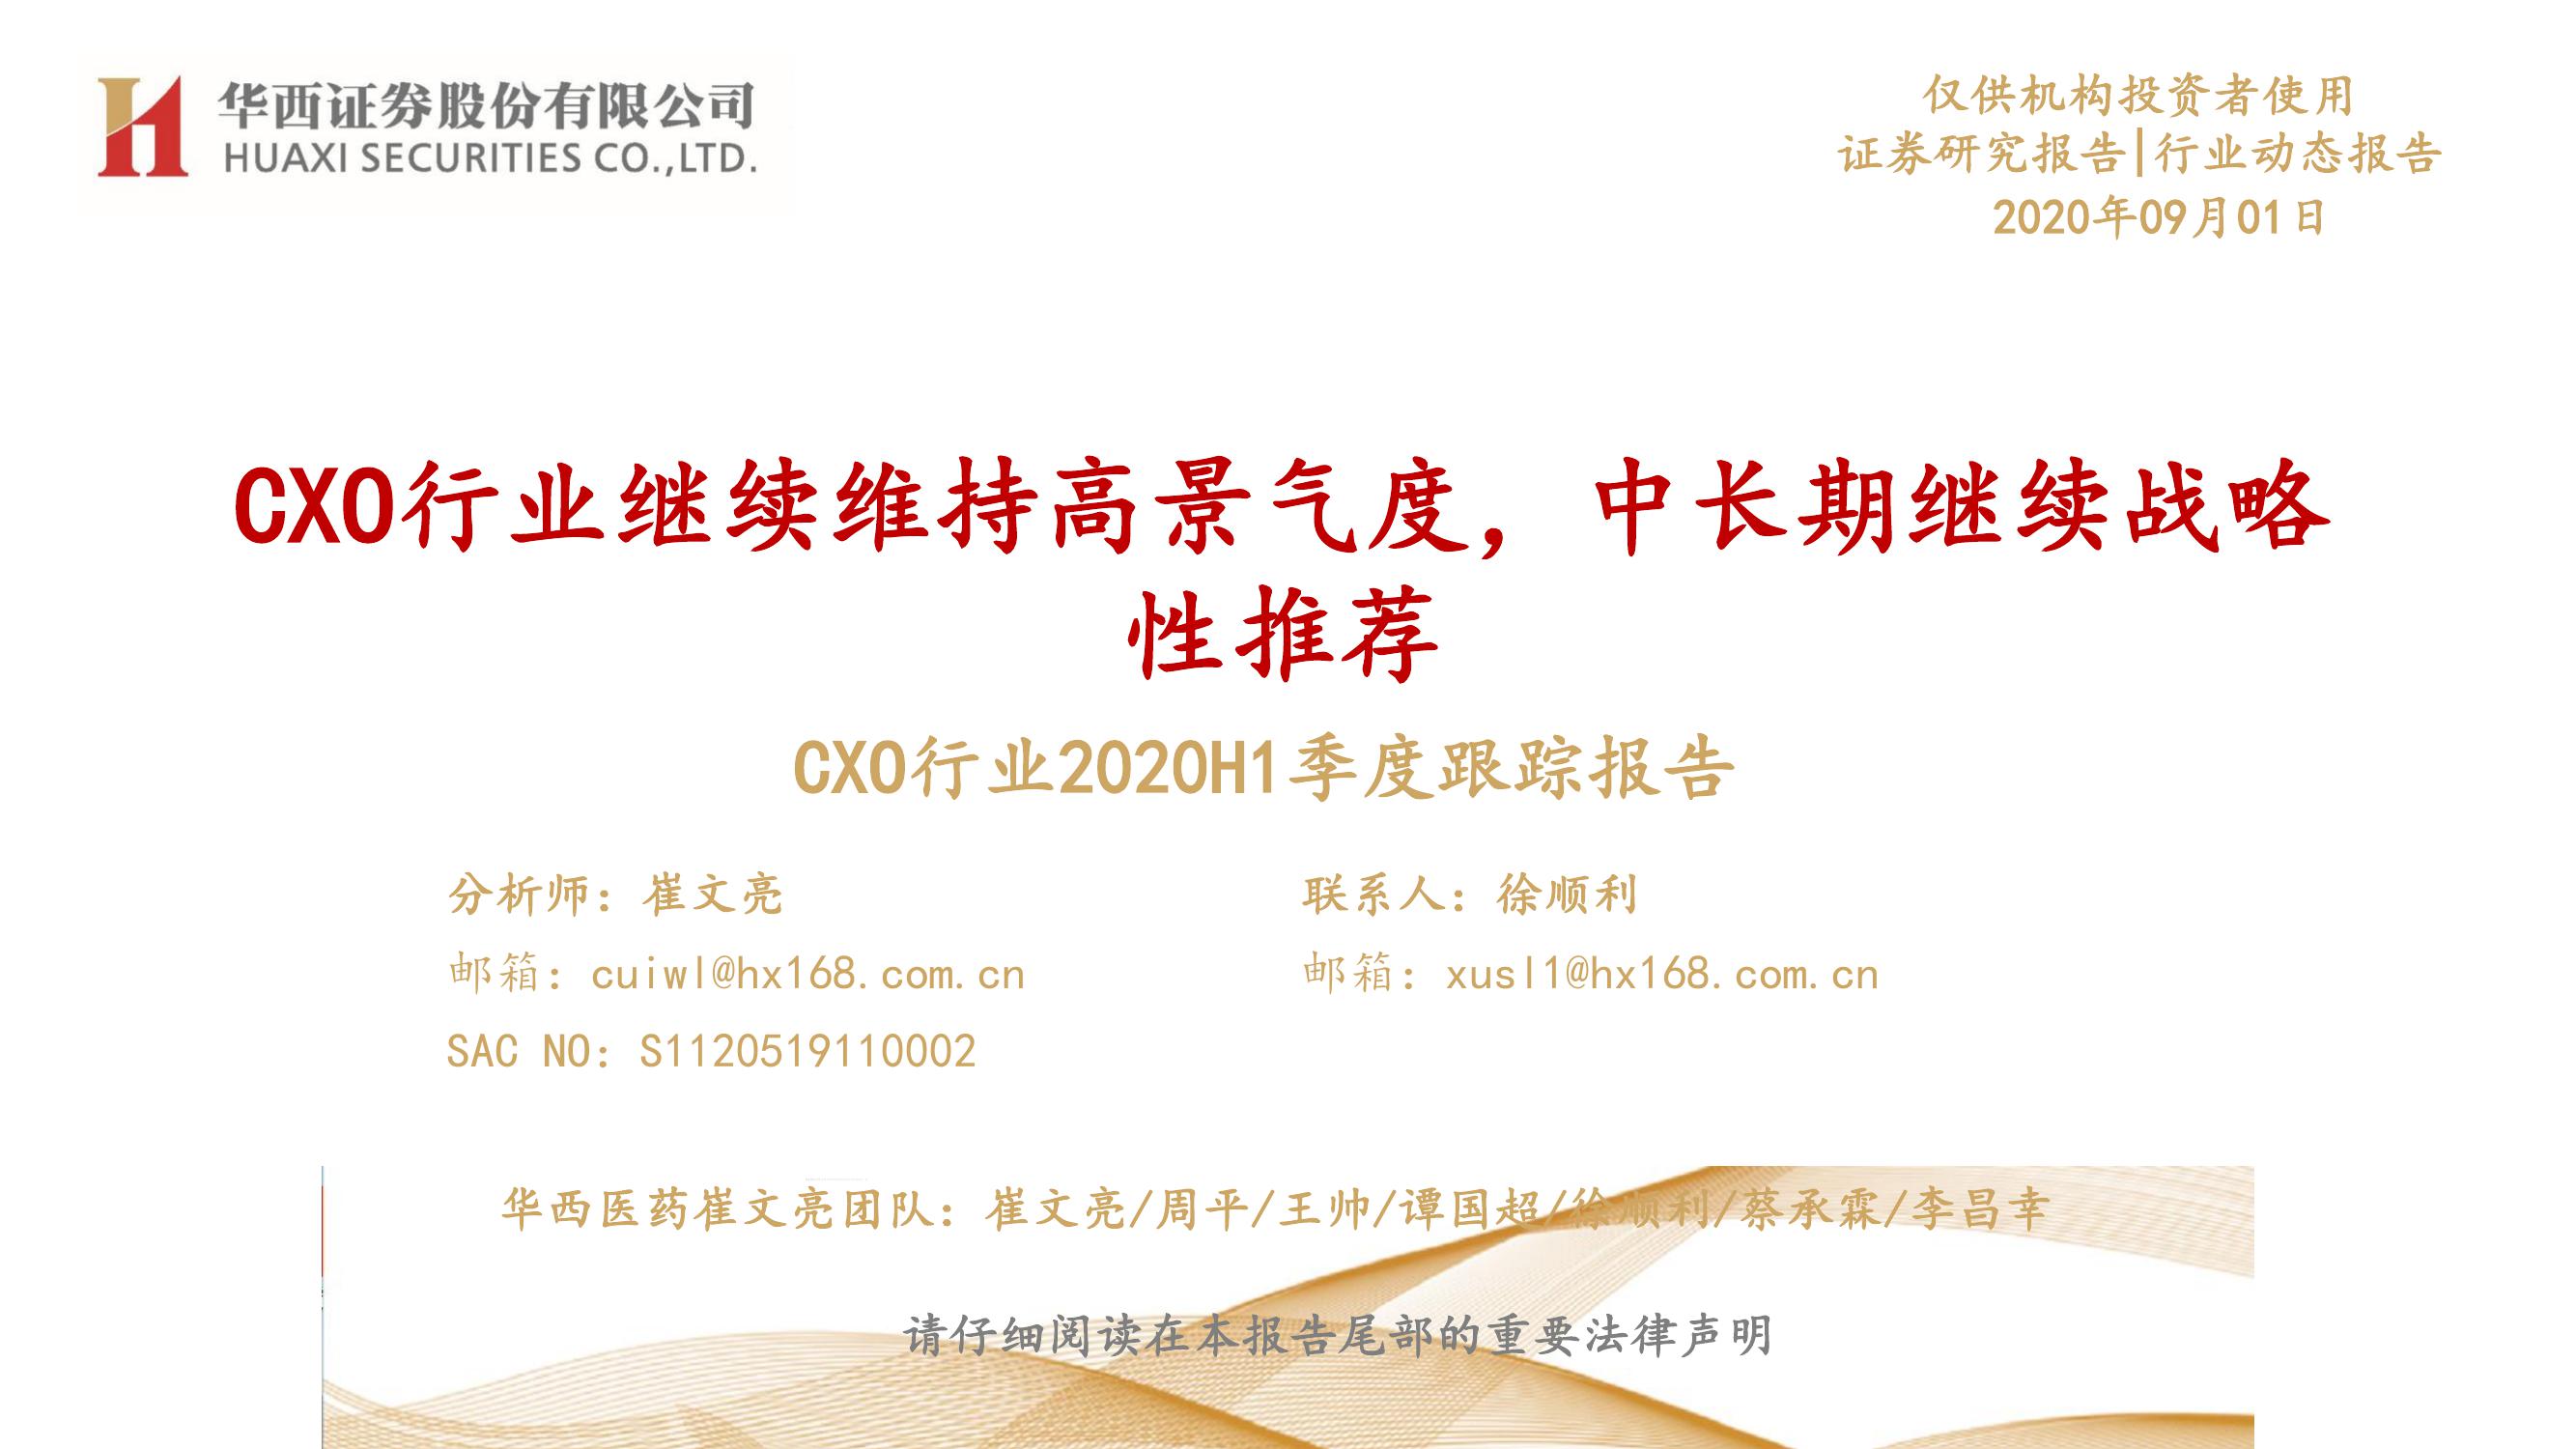 华西证券股份有限公司
HUAXI SECURITIES CO.,LTD.
仅供机构投资者使用
证券研究报告|行业动态报告
2020年09月01日
CXO行业继续维持高景气度，中长期继续战略
性推荐
CXO行业2020H1季度跟踪报告
分析师：崔文亮
邮箱：cuiwl@hx168.com.cn
SAC NO：S1120519110002
联系人：徐顺利
邮箱：xusl1@hx168.com.cn
华西医药崔文亮团队：崔文亮/周平/王帅/谭国超/徐顺利/蔡承霖/李昌幸
请仔细阅读在本报告尾部的重要法律声明